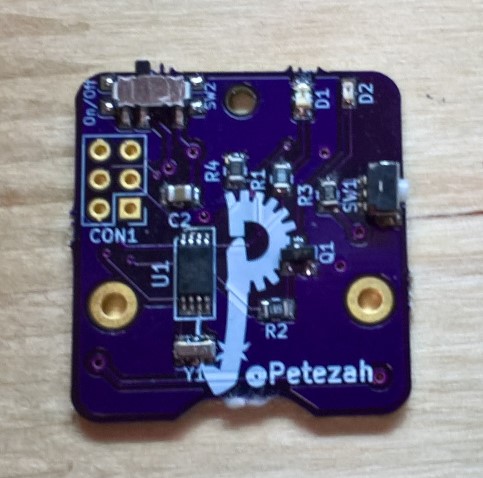 On/Off
SW2
D1
D2
R4
R1
R3
SW1
C2
CON1
U1
Q1
R2
Y1
@Petezah